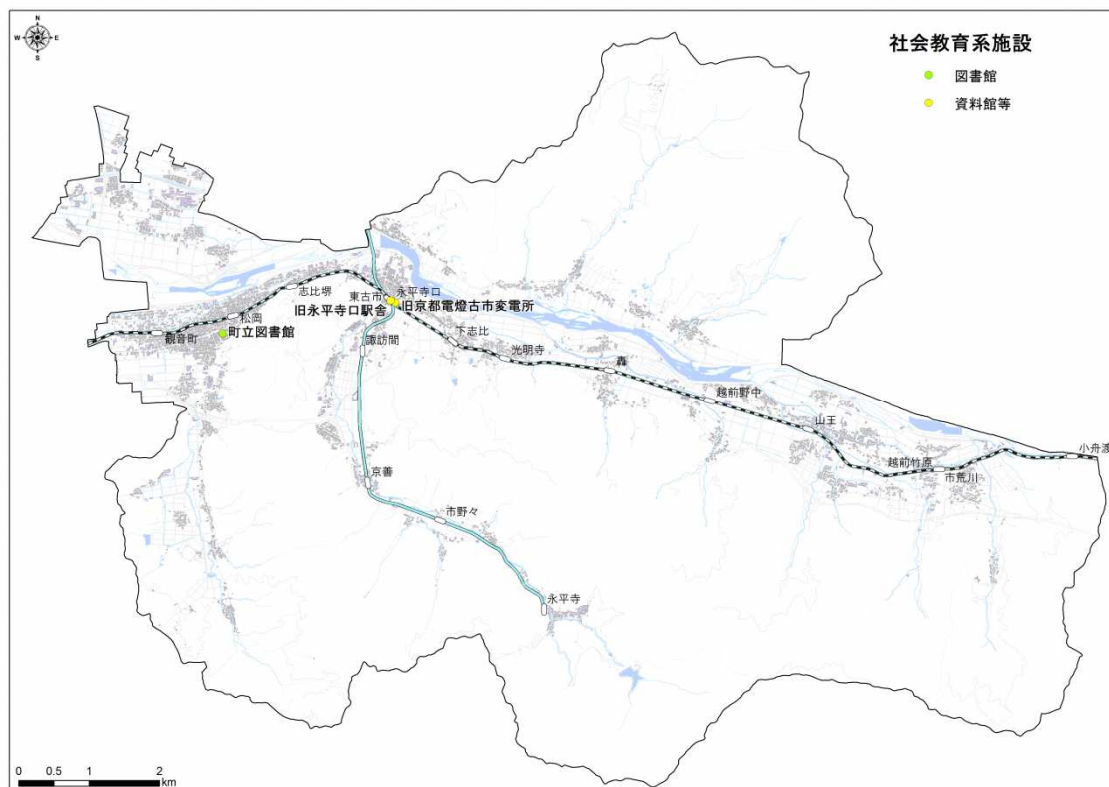 N
W E
S
社会教育系施設
図書館
資料館等
志比堺
東古市
永平寺口
旧永平寺口駅舎
旧京都電燈古市変電所
松岡
観音町
町立図書館
諏訪間
下志比
光明寺
轟
越前野中
山王
小舟渡
越前竹原
市荒川
京善
市野々
永平寺
0 0.5 1 2
km